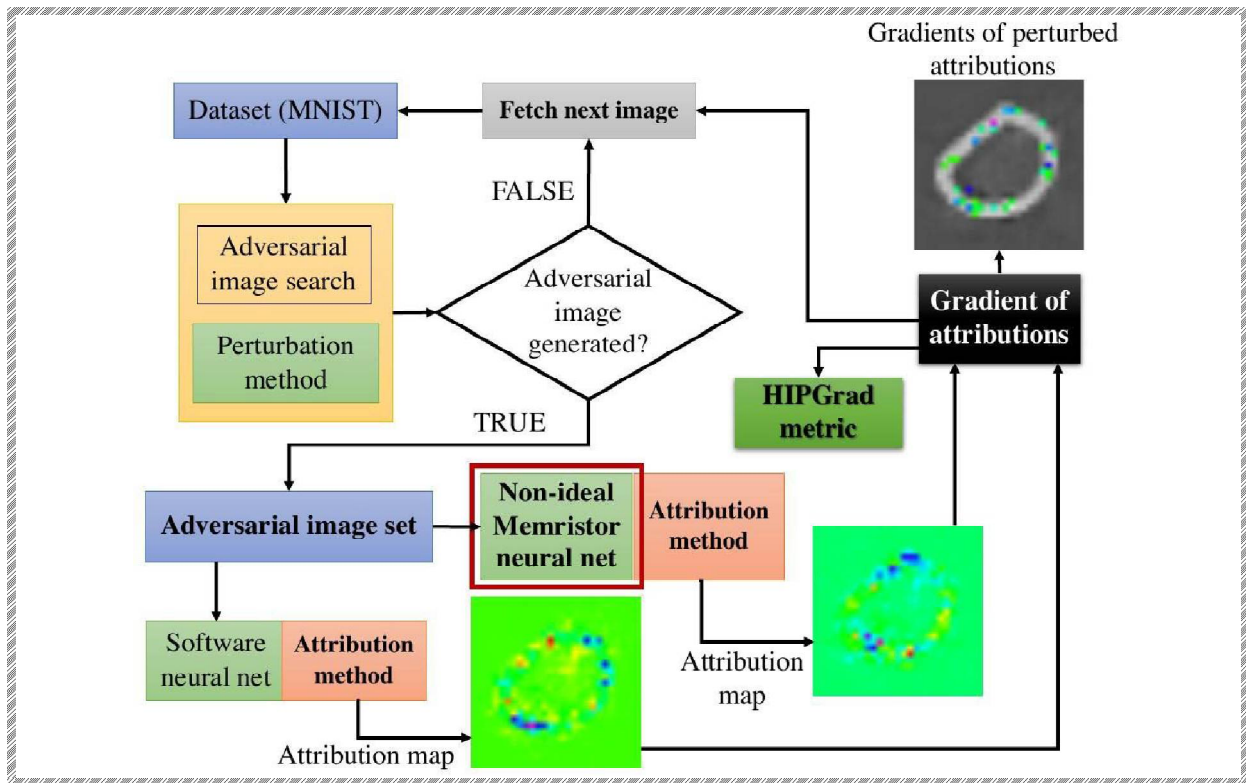 Gradients of perturbed
attributions
Dataset (MNIST)
Fetch next image
FALSE
Adversarial
image search
Perturbation
method
Adversarial
image
generated?
Gradient of
attributions
HIPGrad
metric
TRUE
Adversarial image set
Non-ideal
Memristor
neural net
Attribution
method
Software
neural net
Attribution
method
Attribution
map
Attribution map